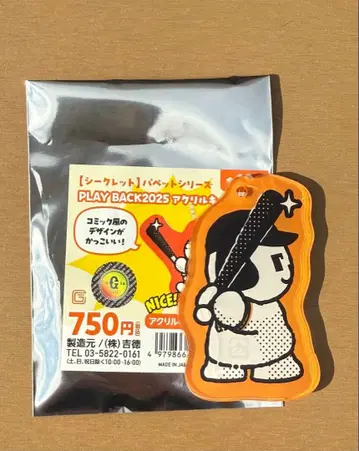 【シークレット】パペットシリーズ
PLAY BACK2025 アクリルキ
コミック風の
デザインが
かっこいい!
G
G
NICE!
750円
アクリル
製造元/(株)吉徳
TEL 03-5822-0161
(土、日、祝日除く10:00-16:00)
4 979866
MADE IN JA